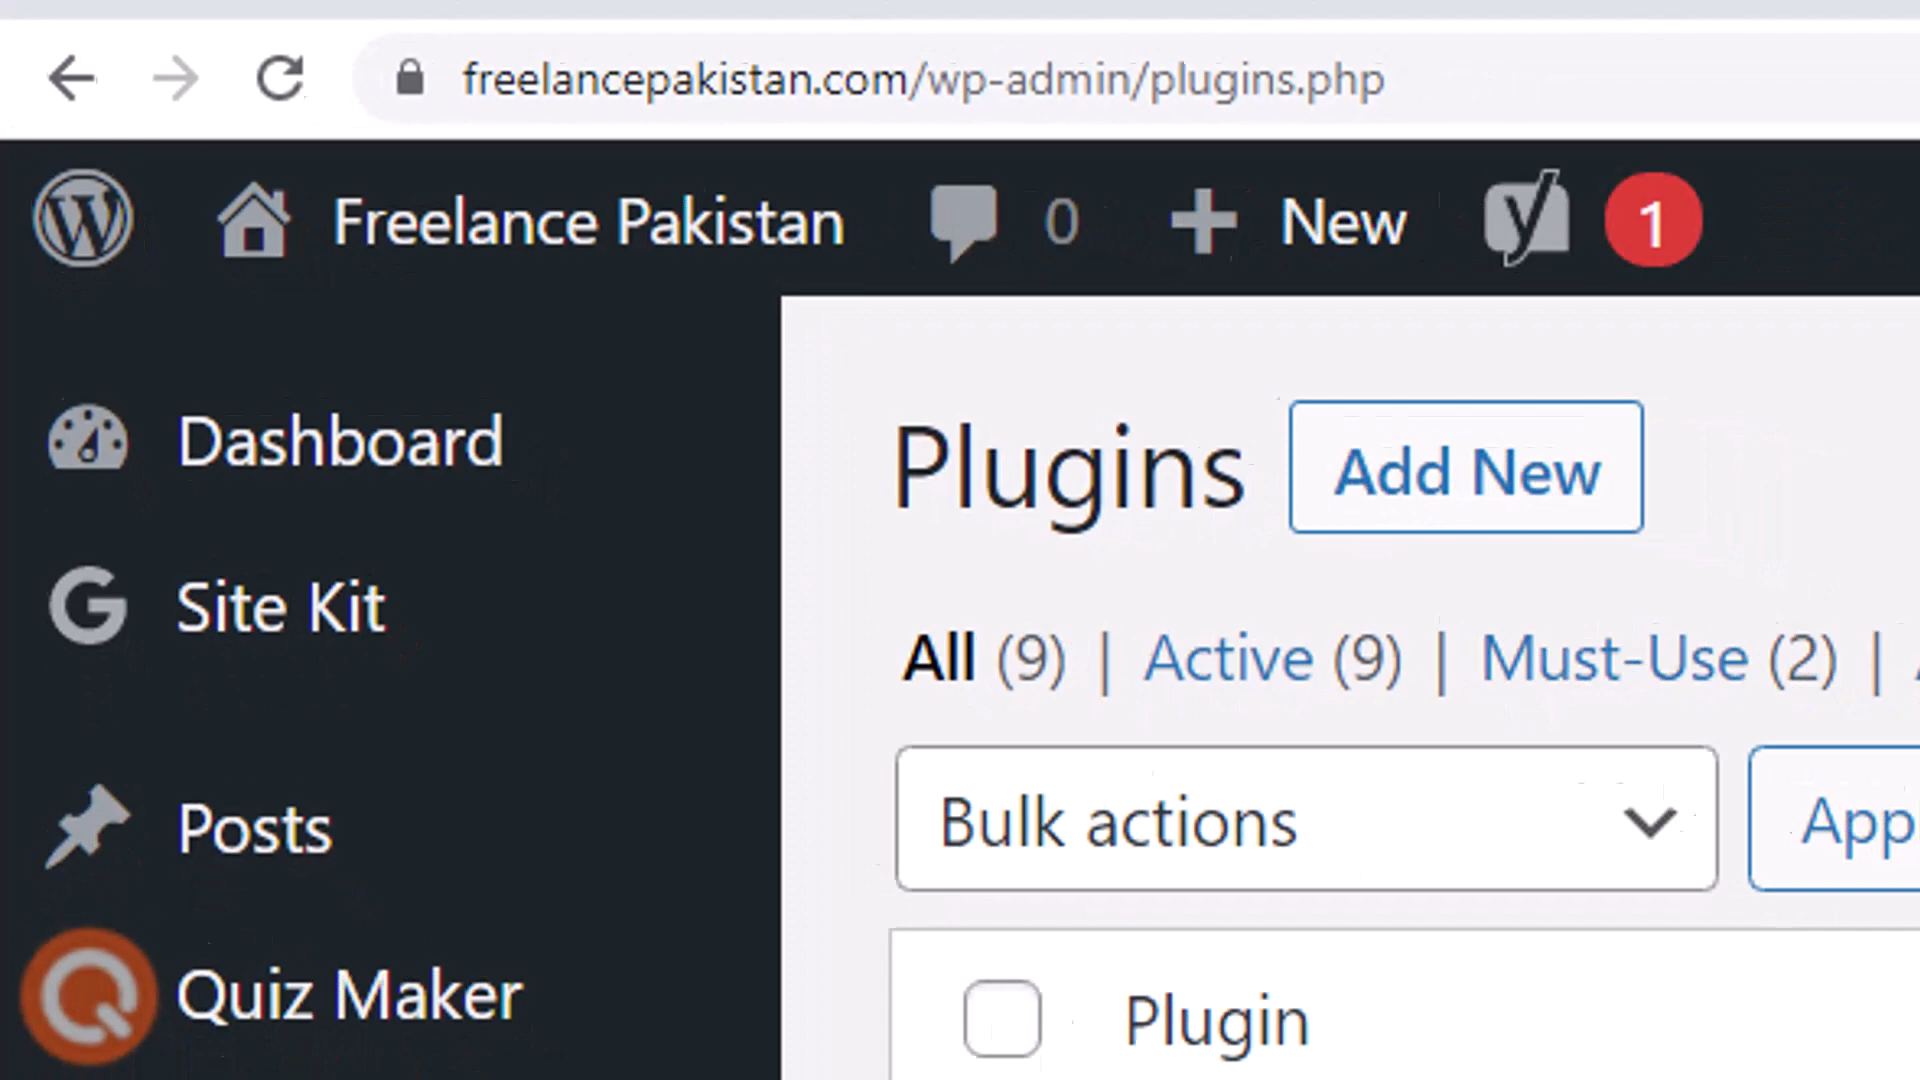 freelancepakistan.com/wp-admin/plugins.php
Freelance Pakistan 0 New 1
Dashboard
Site Kit
Posts
Quiz Maker
Plugins Add New
All (9) | Active (9) | Must-Use (2) |
Bulk actions App
Plugin